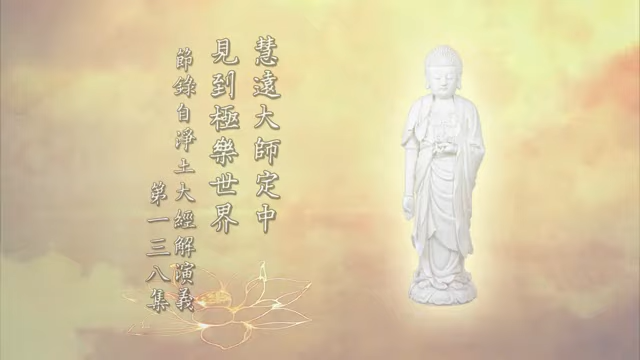 慧遠大師定中
見到極樂世界
節錄自淨土大經解演義
第一三八集